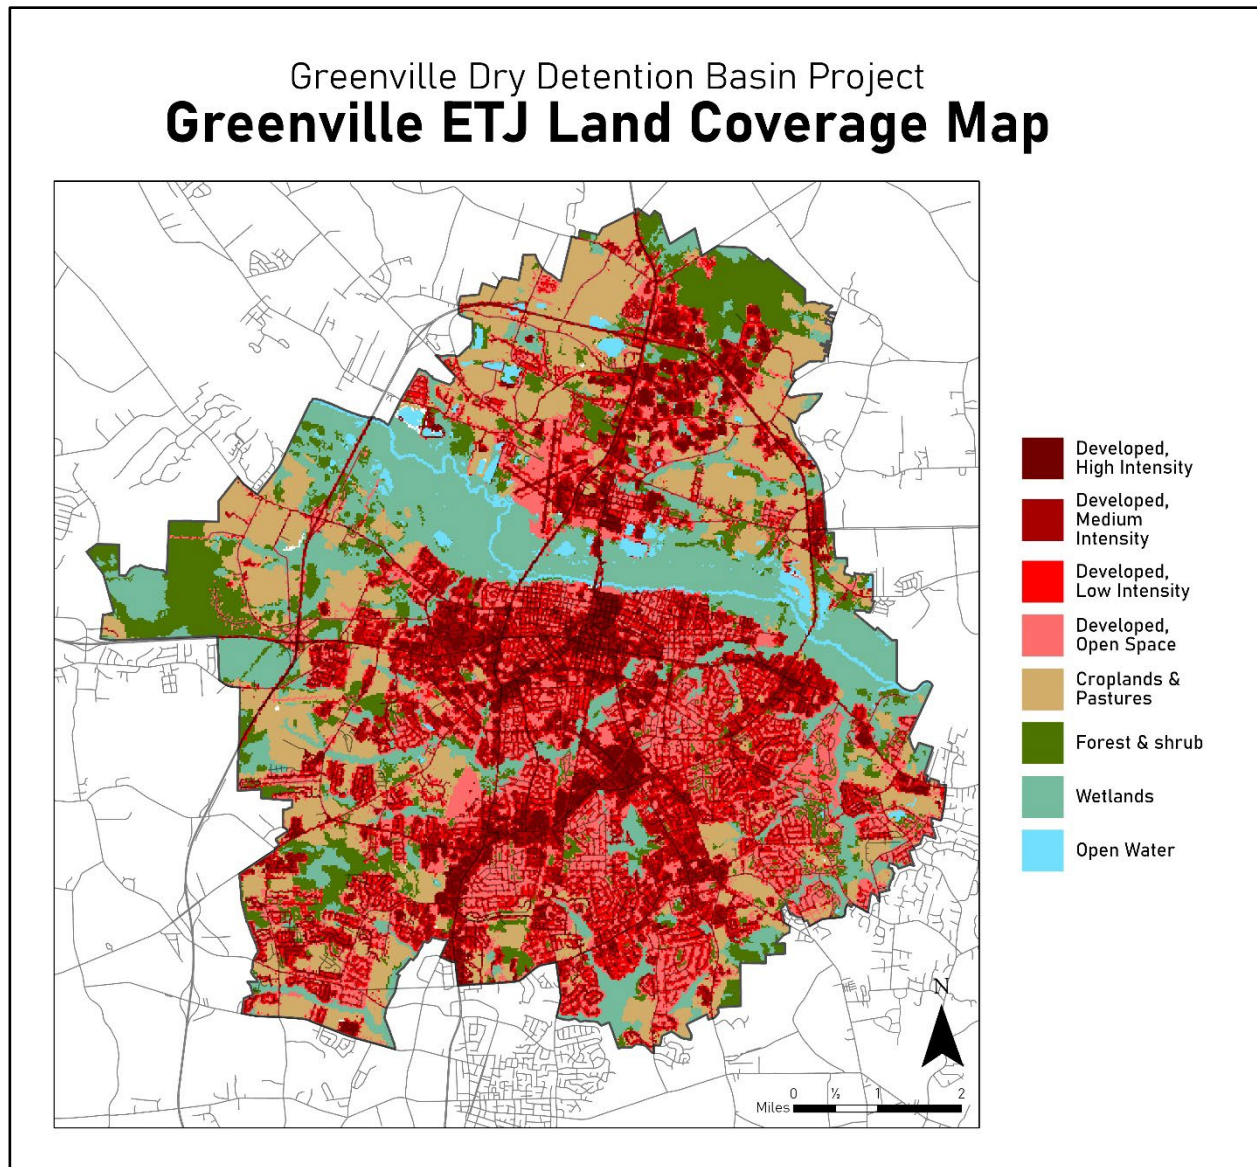 Greenville Dry Detention Basin Project
Greenville ETJ Land Coverage Map
Developed,
High Intensity
Developed,
Medium
Intensity
Developed,
Low Intensity
Developed,
Open Space
Croplands &
Pastures
Forest & shrub
Wetlands
Open Water
N
0 ½ 1 2
Miles